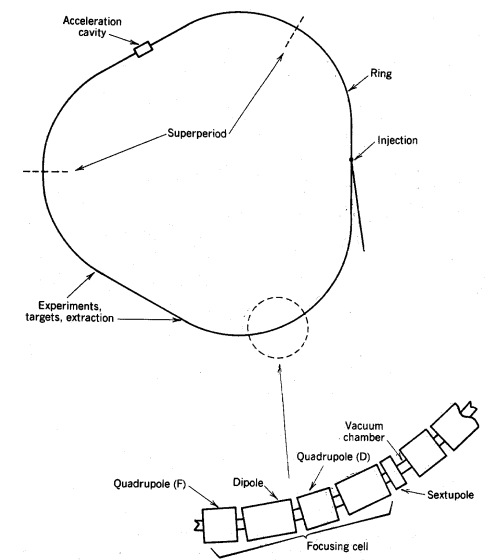 Acceleration
cavity
Ring
Superperiod
Injection
Experiments,
targets, extraction
Vacuum
chamber
Quadrupole (D)
Quadrupole (F)
Dipole
Sextupole
Focusing cell